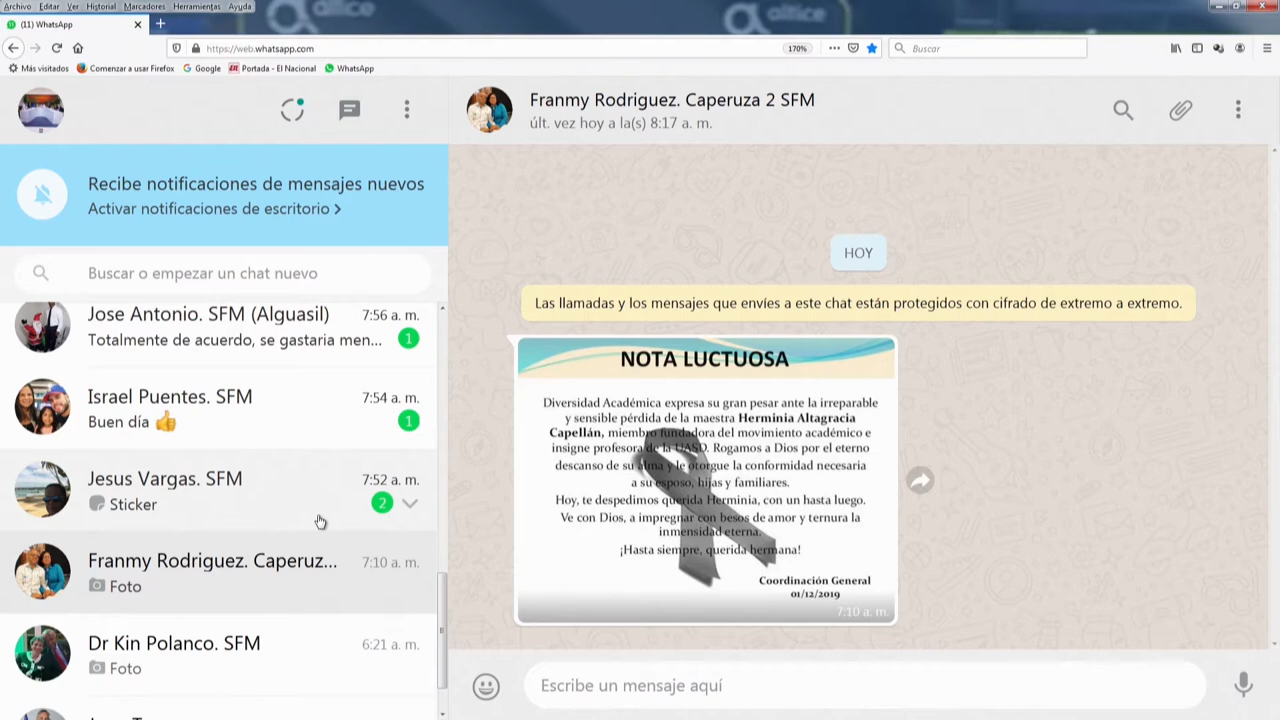 Archivo Editar Ver Historial Marcadores Herramientas Ayuda
(11) WhatsApp
https://web.whatsapp.com
170%
Buscar
Más visitados Comenzar a usar Firefox Google Portada - El Nacional WhatsApp
altice
altice
Recibe notificaciones de mensajes nuevos
Activar notificaciones de escritorio
Buscar o empezar un chat nuevo
Jose Antonio. SFM (Alguasil) 7:56 a. m.
Totalmente de acuerdo, se gastaria men... 1
Israel Puentes. SFM 7:54 a. m.
Buen día 👍 1
Jesus Vargas. SFM 7:52 a. m.
Sticker 2
Franmy Rodriguez. Caperuz... 7:10 a. m.
Foto
Dr Kin Polanco. SFM 6:21 a. m.
Foto
Franmy Rodriguez. Caperuza 2 SFM
últ. vez hoy a la(s) 8:17 a. m.
HOY
Las llamadas y los mensajes que envíes a este chat están protegidos con cifrado de extremo a extremo.
NOTA LUCTUOSA
Diversidad Académica expresa su gran pesar ante la irreparable
y sensible pérdida de la maestra Herminia Altagracia
Capellán, miembro fundadora del movimiento académico e
insigne profesora de la UASD. Rogamos a Dios por el eterno
descanso de su alma y le otorgue la conformidad necesaria
a su esposo, hijas y familiares.
Hoy, te despedimos querida Herminia, con un hasta luego.
Ve con Dios, a impregnar con besos de amor y ternura la
inmensidad eterna.
¡Hasta siempre, querida hermana!
Coordinación General
01/12/2019
7:10 a. m.
Escribe un mensaje aquí